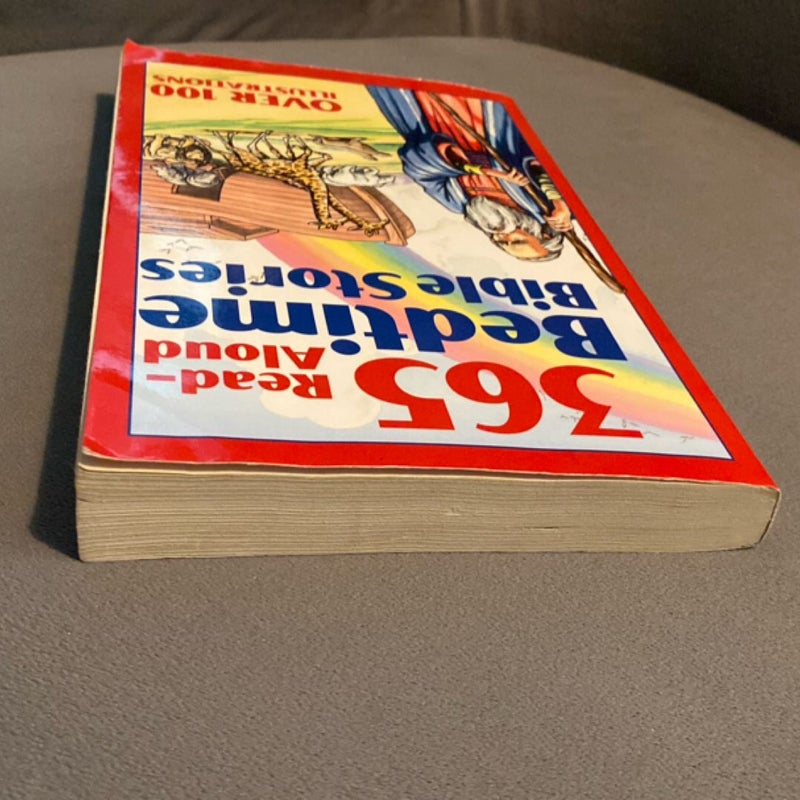 365 Read-
Aloud
Bedtime
Bible Stories
OVER 100
ILLUSTRATIONS